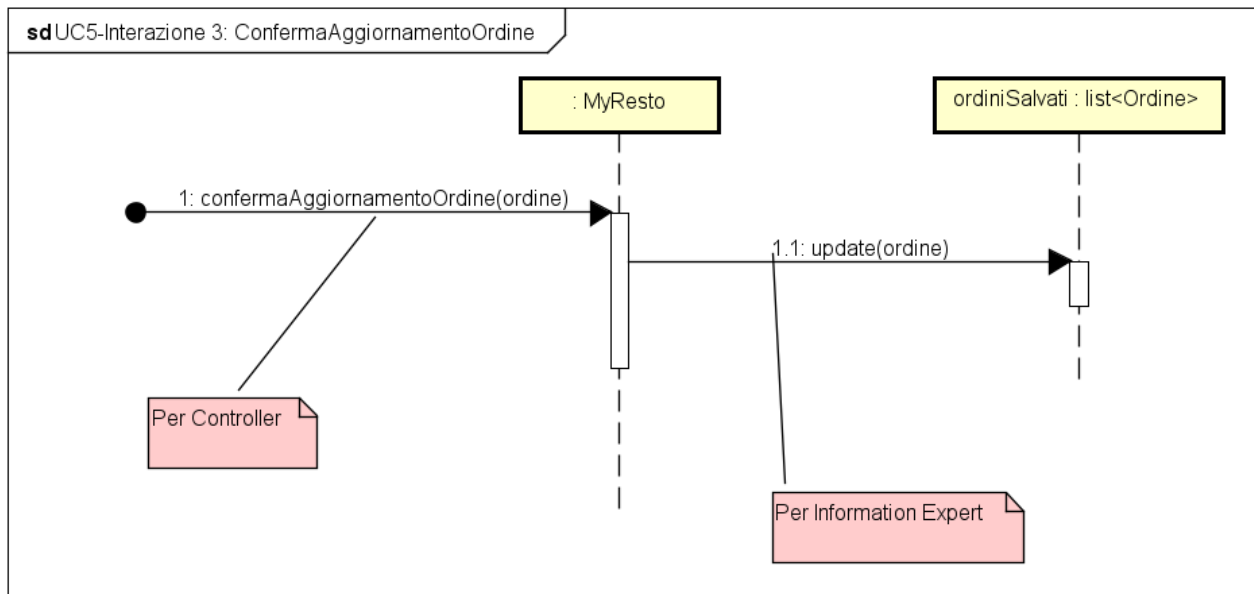 sd UC5-Interazione 3: ConfermaAggiornamentoOrdine
: MyResto
ordiniSalvati : list<Ordine>
1: confermaAggiornamentoOrdine(ordine)
1.1: update(ordine)
Per Controller
Per Information Expert